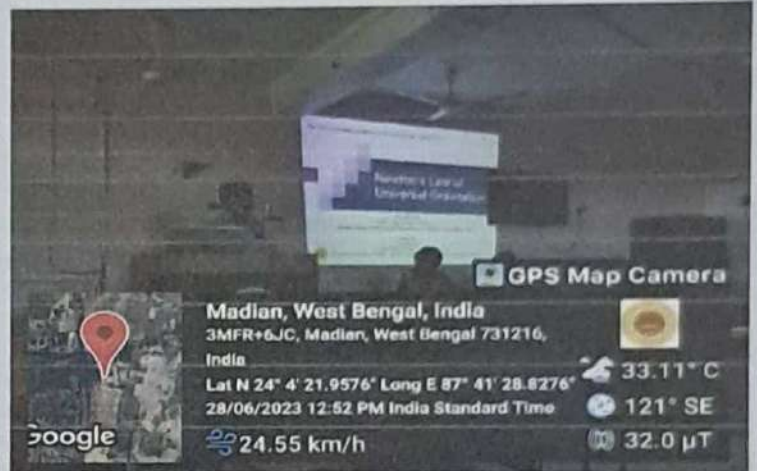 Newton's Law of
Universal Gravitation
GPS Map Camera
Madian, West Bengal, India
3MFR+6JC, Madian, West Bengal 731216,
India
Lat N 24° 4' 21.9576" Long E 87° 41' 28.8276"
28/06/2023 12:52 PM India Standard Time
Google
24.55 km/h
33.11° C
121° SE
32.0 µT